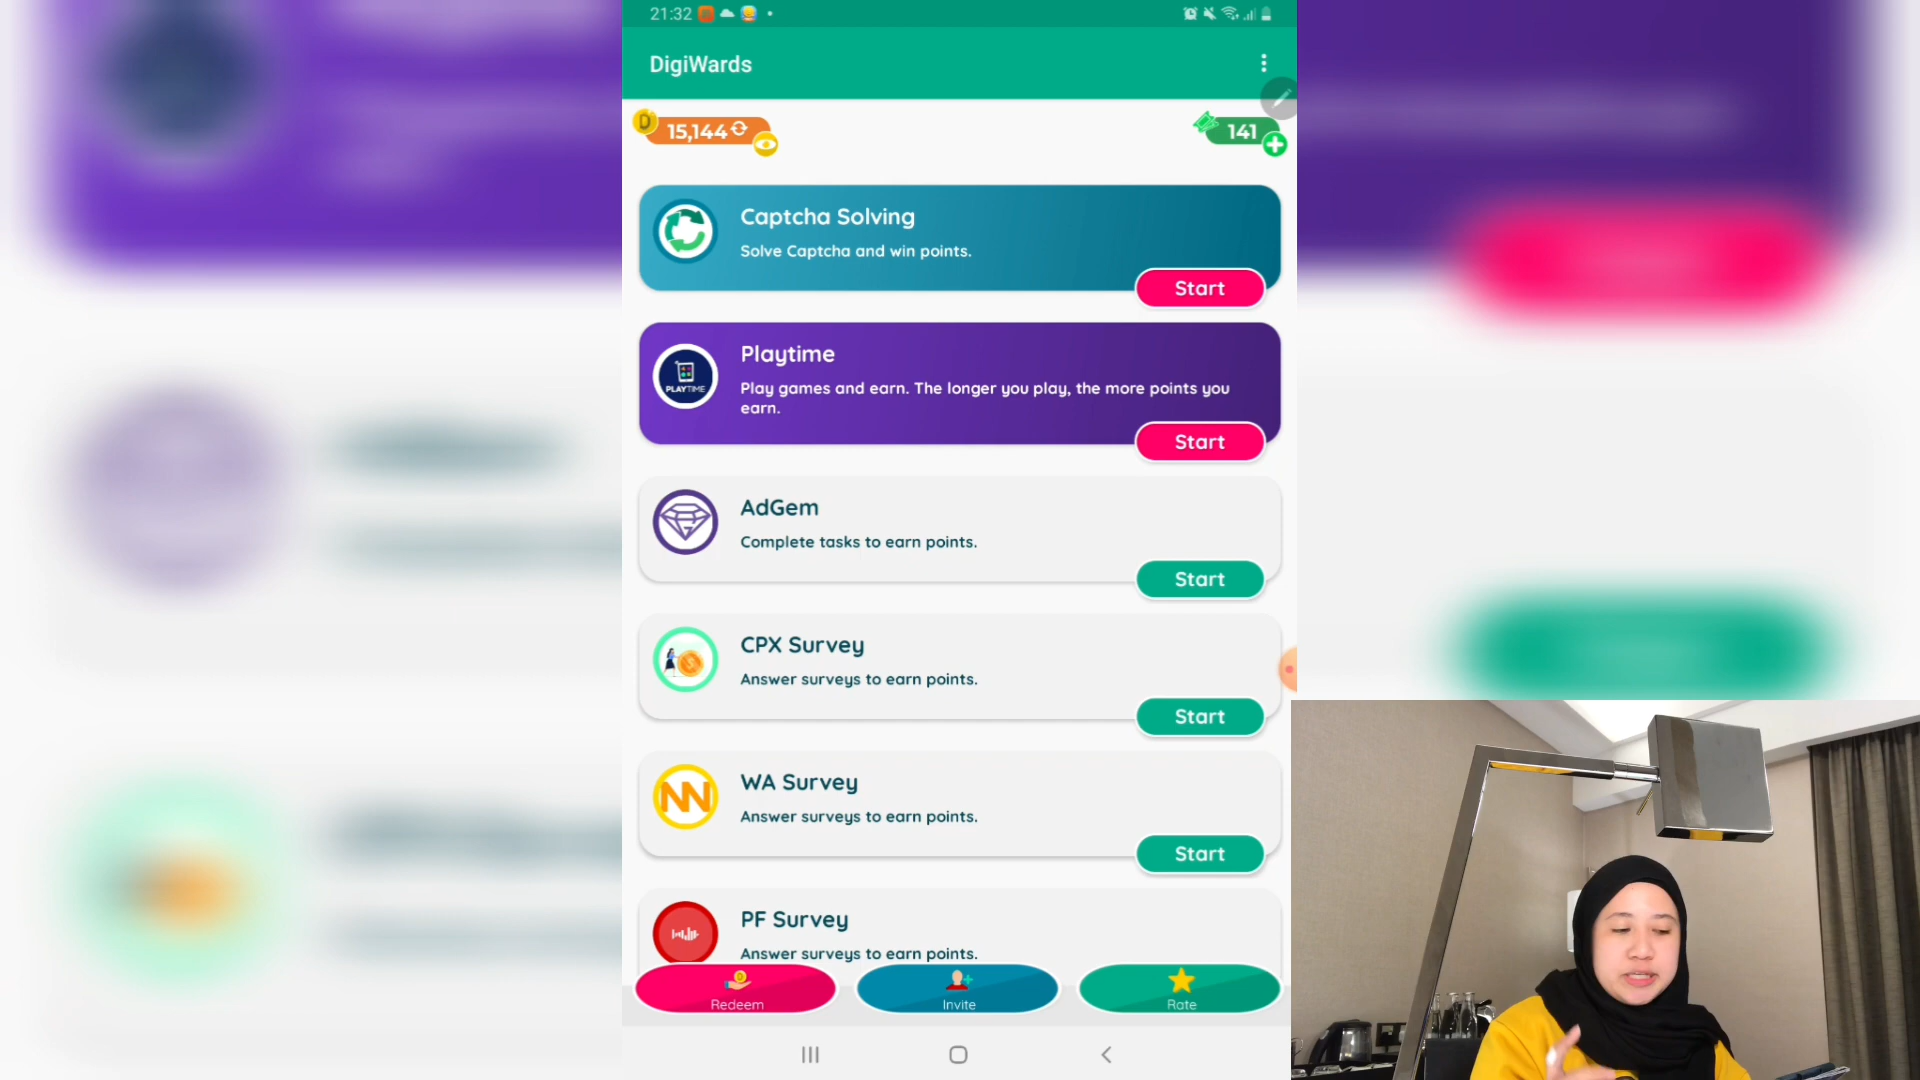 21:32
DigiWards
D
15,144
141
Captcha Solving
Solve Captcha and win points.
Start
Playtime
PLAYTIME
Play games and earn. The longer you play, the more points you
earn.
Start
AdGem
Complete tasks to earn points.
Start
CPX Survey
Answer surveys to earn points.
Start
WA Survey
Answer surveys to earn points.
Start
PF Survey
Answer surveys to earn points.
Redeem
Invite
Rate